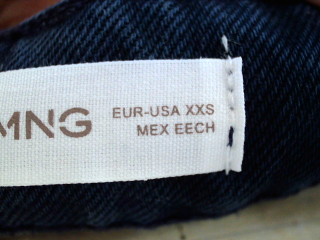 MNG
EUR-USA XXS
MEX EECH